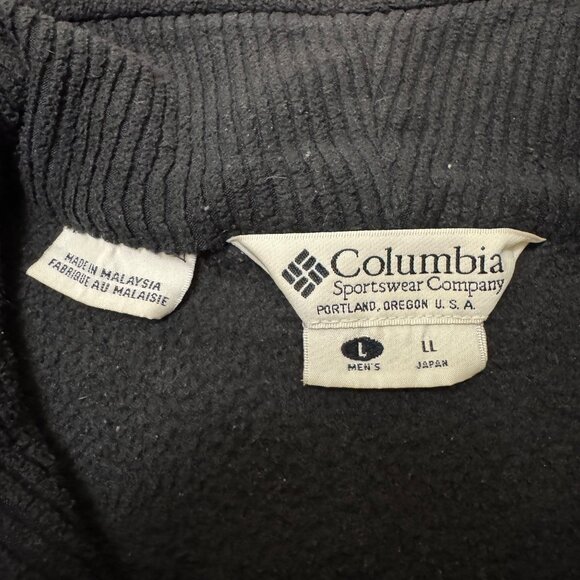 MADE IN MALAYSIA
FABRIQUE AU MALAISIE
Columbia
Sportswear Company
PORTLAND, OREGON U.S.A.
L LL
MEN'S JAPAN